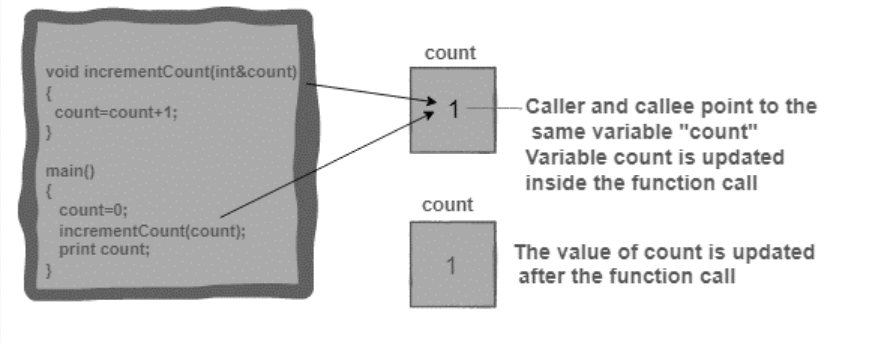 void incrementCount(int&count)
{
count=count+1;
}
main()
{
count=0;
incrementCount(count);
print count;
}
count
1
Caller and callee point to the
same variable "count"
Variable count is updated
inside the function call
count
1
The value of count is updated
after the function call